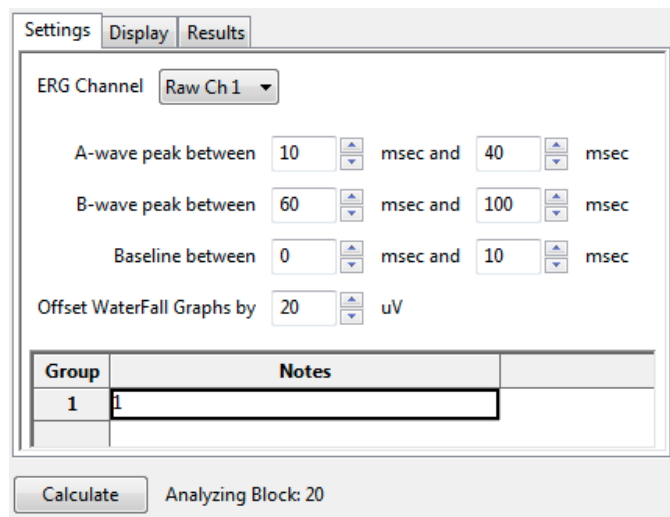 Settings Display Results
ERG Channel Raw Ch 1
A-wave peak between 10 msec and 40 msec
B-wave peak between 60 msec and 100 msec
Baseline between 0 msec and 10 msec
Offset WaterFall Graphs by 20 uV
Group Notes
1 1
Calculate Analyzing Block: 20